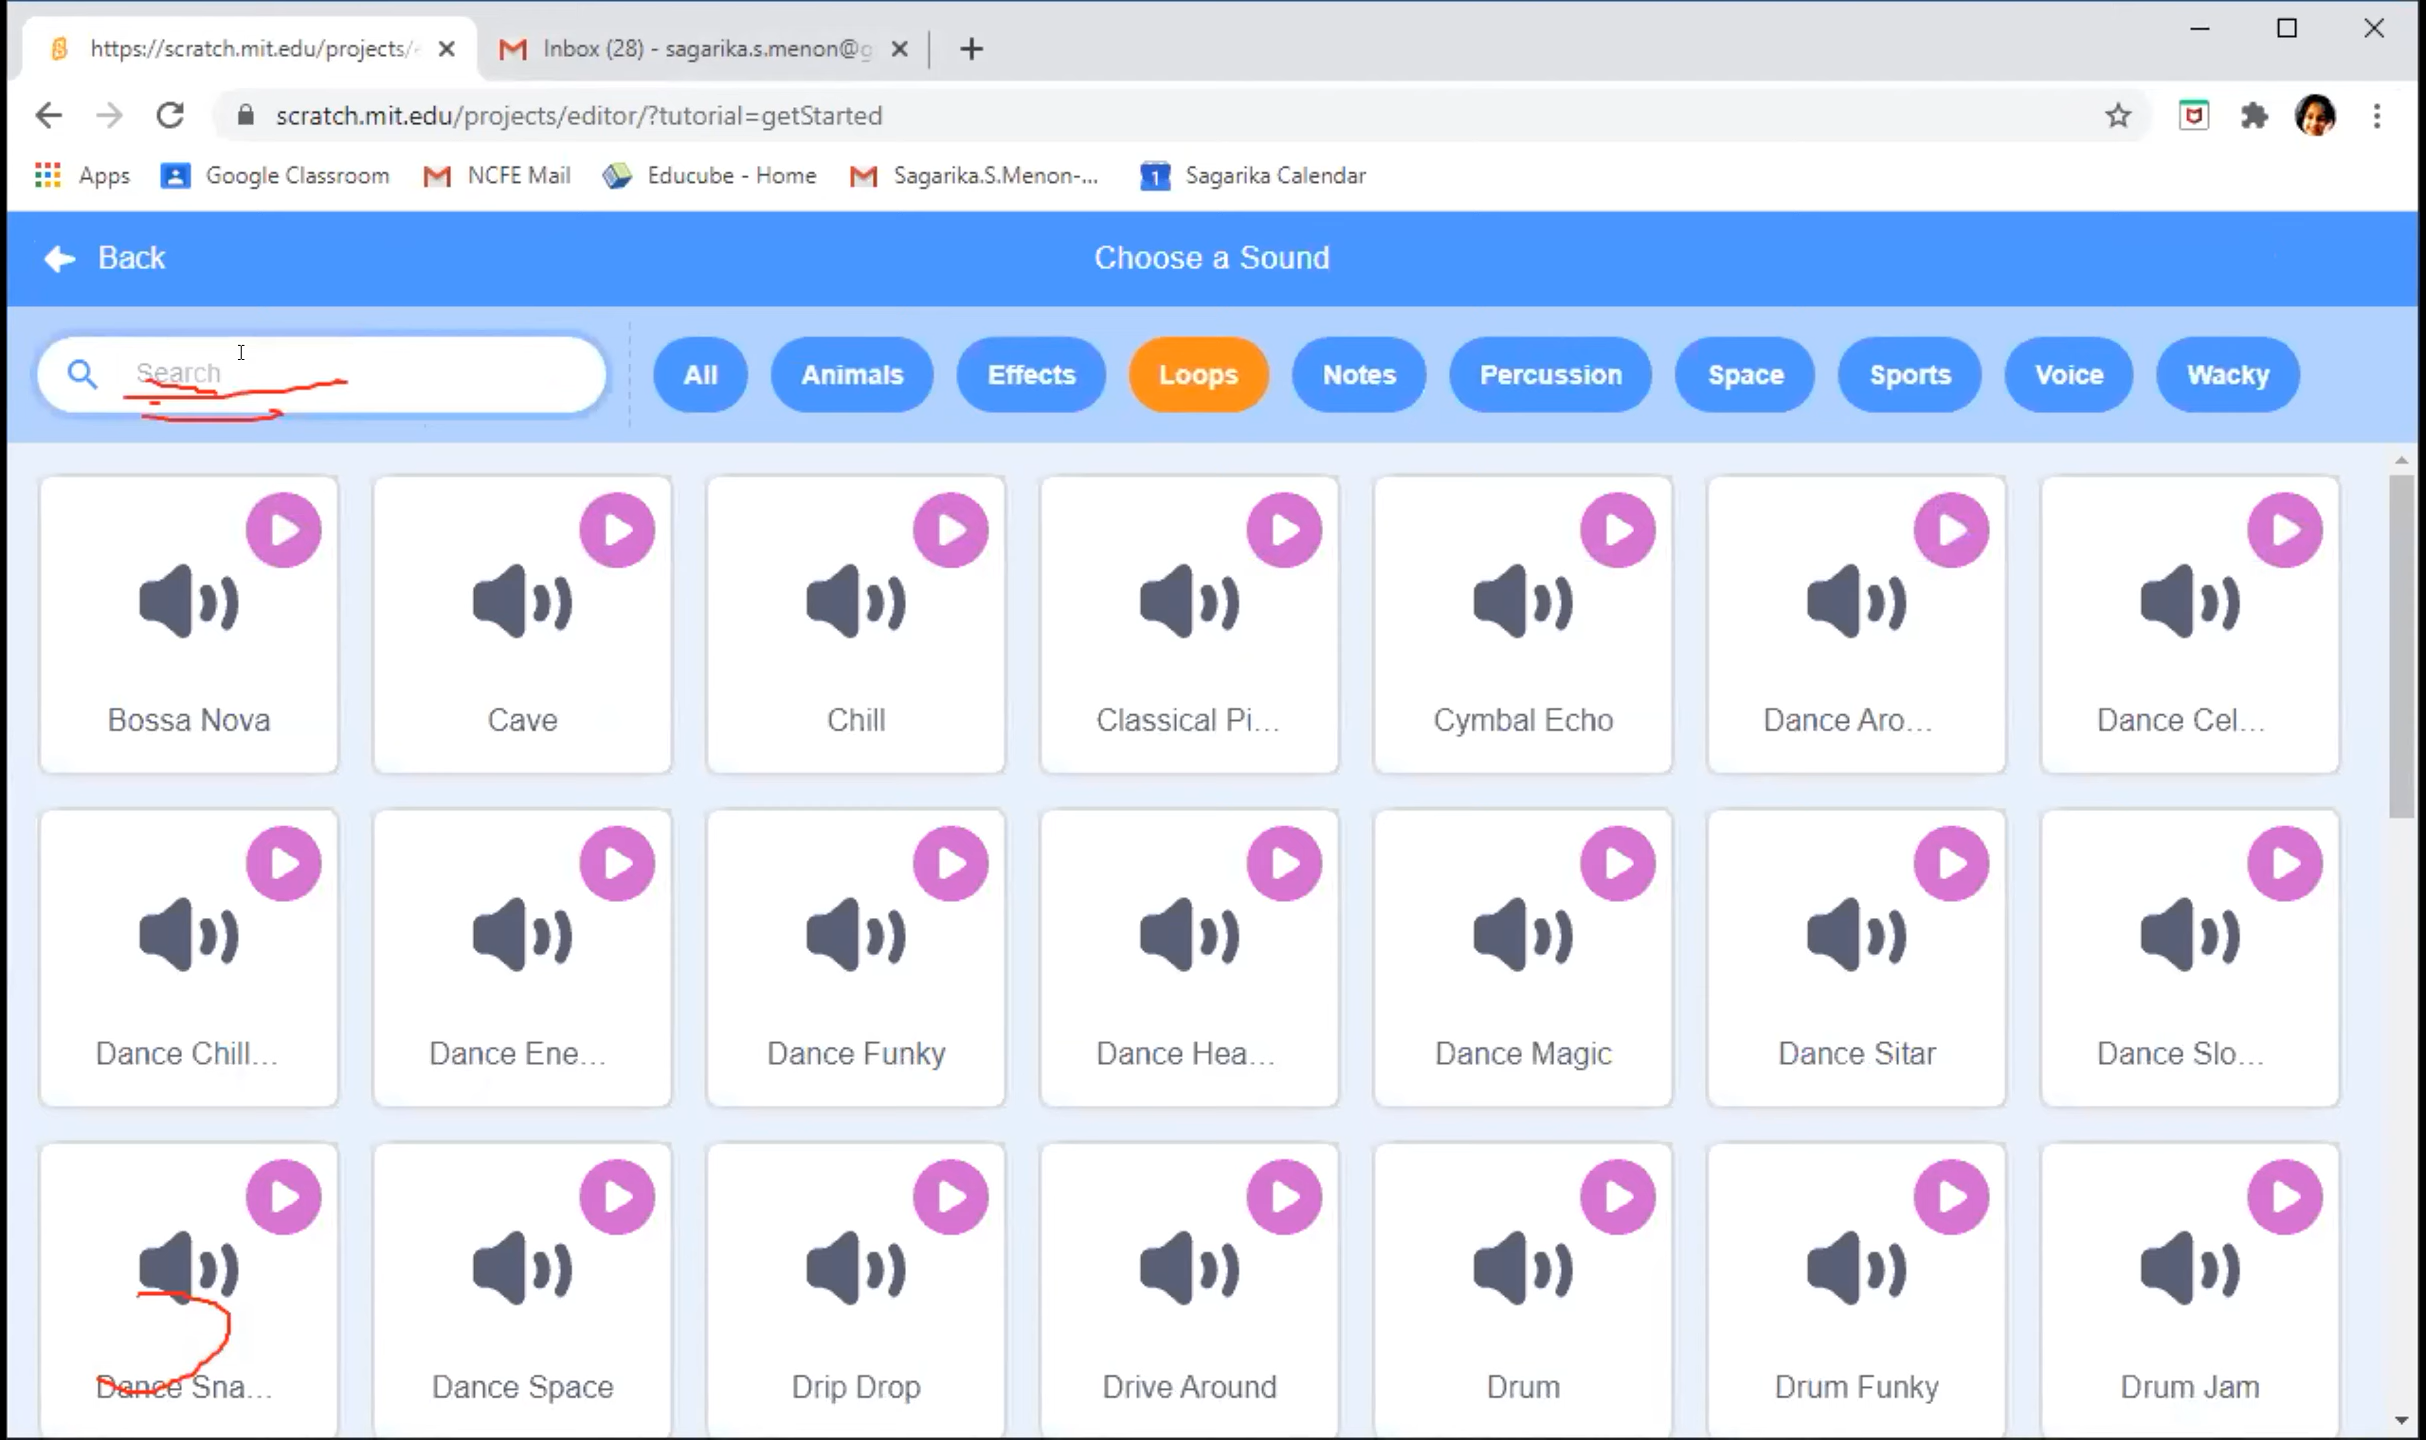 https://scratch.mit.edu/projects/
Inbox (28) - sagarika.s.menon@g
scratch.mit.edu/projects/editor/?tutorial=getStarted
Apps Google Classroom NCFE Mail Educube - Home Sagarika.S.Menon-... 1 Sagarika Calendar
Back Choose a Sound
Search All Animals Effects Loops Notes Percussion Space Sports Voice Wacky
Bossa Nova Cave Chill Classical Pi... Cymbal Echo Dance Aro... Dance Cel...
Dance Chill... Dance Ene... Dance Funky Dance Hea... Dance Magic Dance Sitar Dance Slo...
Dance Sna... Dance Space Drip Drop Drive Around Drum Drum Funky Drum Jam